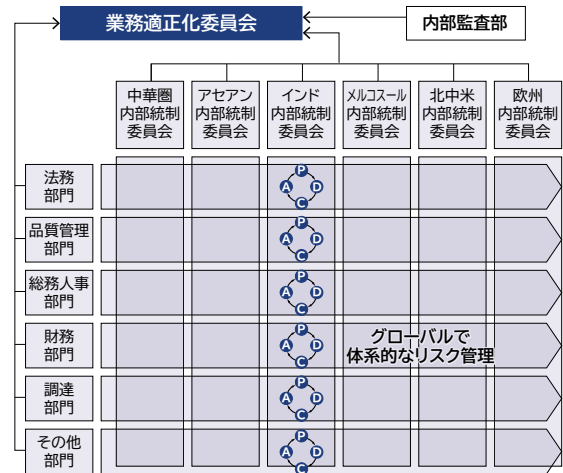 業務適正化委員会
内部監査部
中華圏
内部統制
委員会
アセアン
内部統制
委員会
インド
内部統制
委員会
メルコスール
内部統制
委員会
北中米
内部統制
委員会
欧州
内部統制
委員会
法務
部門
P
A D
C
品質管理
部門
P
A D
C
総務人事
部門
P
A D
C
財務
部門
P
A D
C
グローバルで
体系的なリスク管理
調達
部門
P
A D
C
その他
部門
P
A D
C